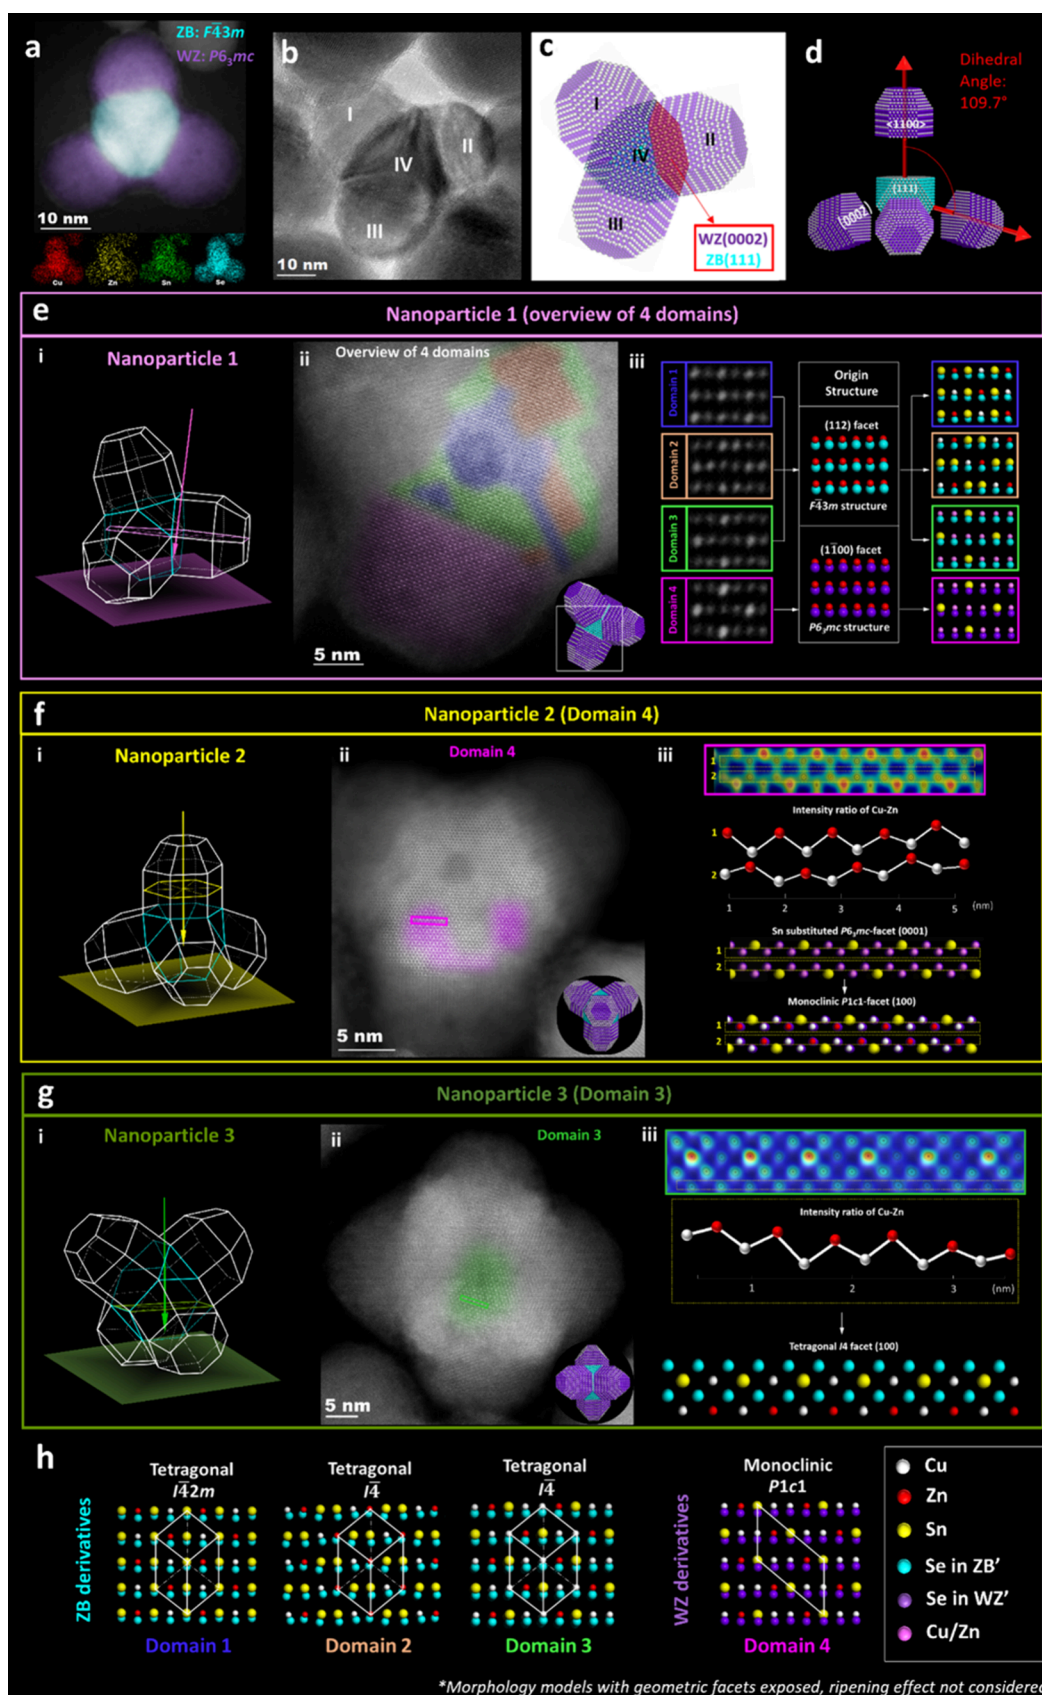 a
ZB: F4̅3m
WZ: P6₃mc
10 nm
Cu
Zn
Sn
Se
b
I
II
III
IV
10 nm
c
I
II
III
IV
WZ(0002)
ZB(111)
d
Dihedral
Angle:
109.7°
<11̅00>
(111)
(0002)
e
Nanoparticle 1 (overview of 4 domains)
i
Nanoparticle 1
ii
Overview of 4 domains
5 nm
iii
Domain 1
Domain 2
Domain 3
Domain 4
Origin
Structure
(112) facet
F4̅3m structure
(11̅00) facet
P6₃mc structure
f
Nanoparticle 2 (Domain 4)
i
Nanoparticle 2
ii
Domain 4
5 nm
iii
1
2
Intensity ratio of Cu-Zn
1
2
1 2 3 4 5 (nm)
Sn substituted P6₃mc-facet (0001)
1
2
Monoclinic P1c1-facet (100)
1
2
g
Nanoparticle 3 (Domain 3)
i
Nanoparticle 3
ii
Domain 3
5 nm
iii
Intensity ratio of Cu-Zn
1 2 3 (nm)
Tetragonal I4 facet (100)
h
ZB derivatives
Tetragonal
I4̅2m
Domain 1
Tetragonal
I4̅
Domain 2
Tetragonal
I4̅
Domain 3
WZ derivatives
Monoclinic
P1c1
Domain 4
Cu
Zn
Sn
Se in ZB'
Se in WZ'
Cu/Zn
*Morphology models with geometric facets exposed, ripening effect not considered